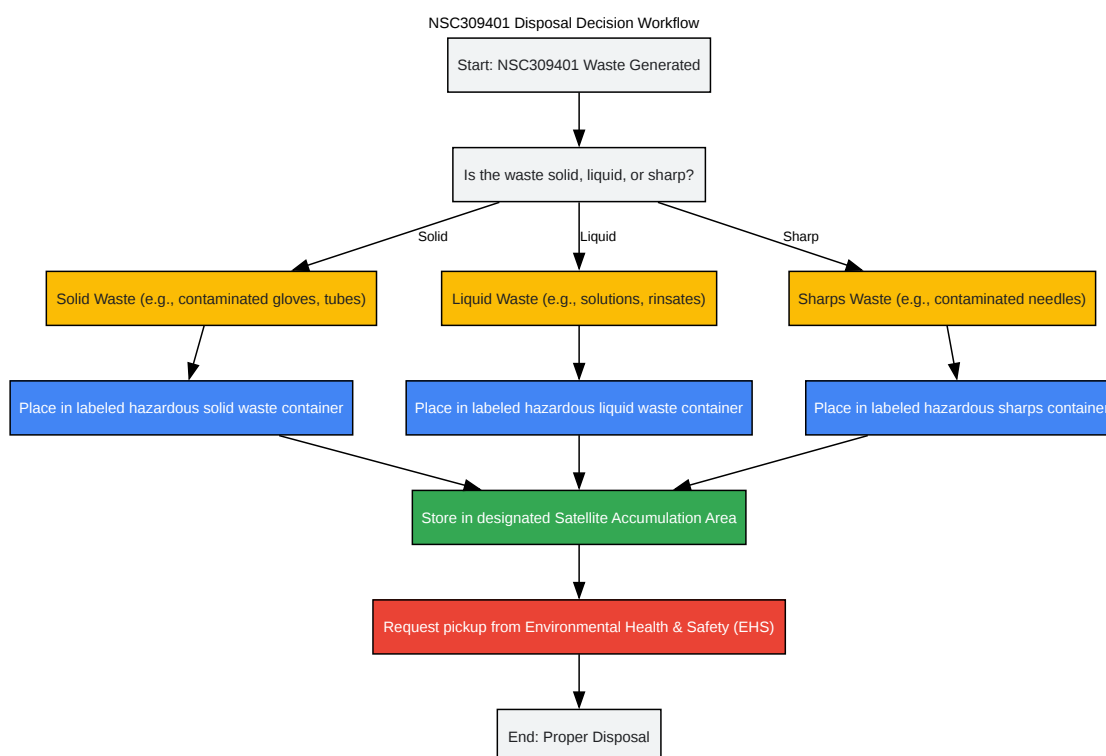 NSC309401 Disposal Decision Workflow
Start: NSC309401 Waste Generated
Is the waste solid, liquid, or sharp?
Solid
Liquid
Sharp
Solid Waste (e.g., contaminated gloves, tubes)
Liquid Waste (e.g., solutions, rinsates)
Sharps Waste (e.g., contaminated needles)
Place in labeled hazardous solid waste container
Place in labeled hazardous liquid waste container
Place in labeled hazardous sharps container
Store in designated Satellite Accumulation Area
Request pickup from Environmental Health & Safety (EHS)
End: Proper Disposal